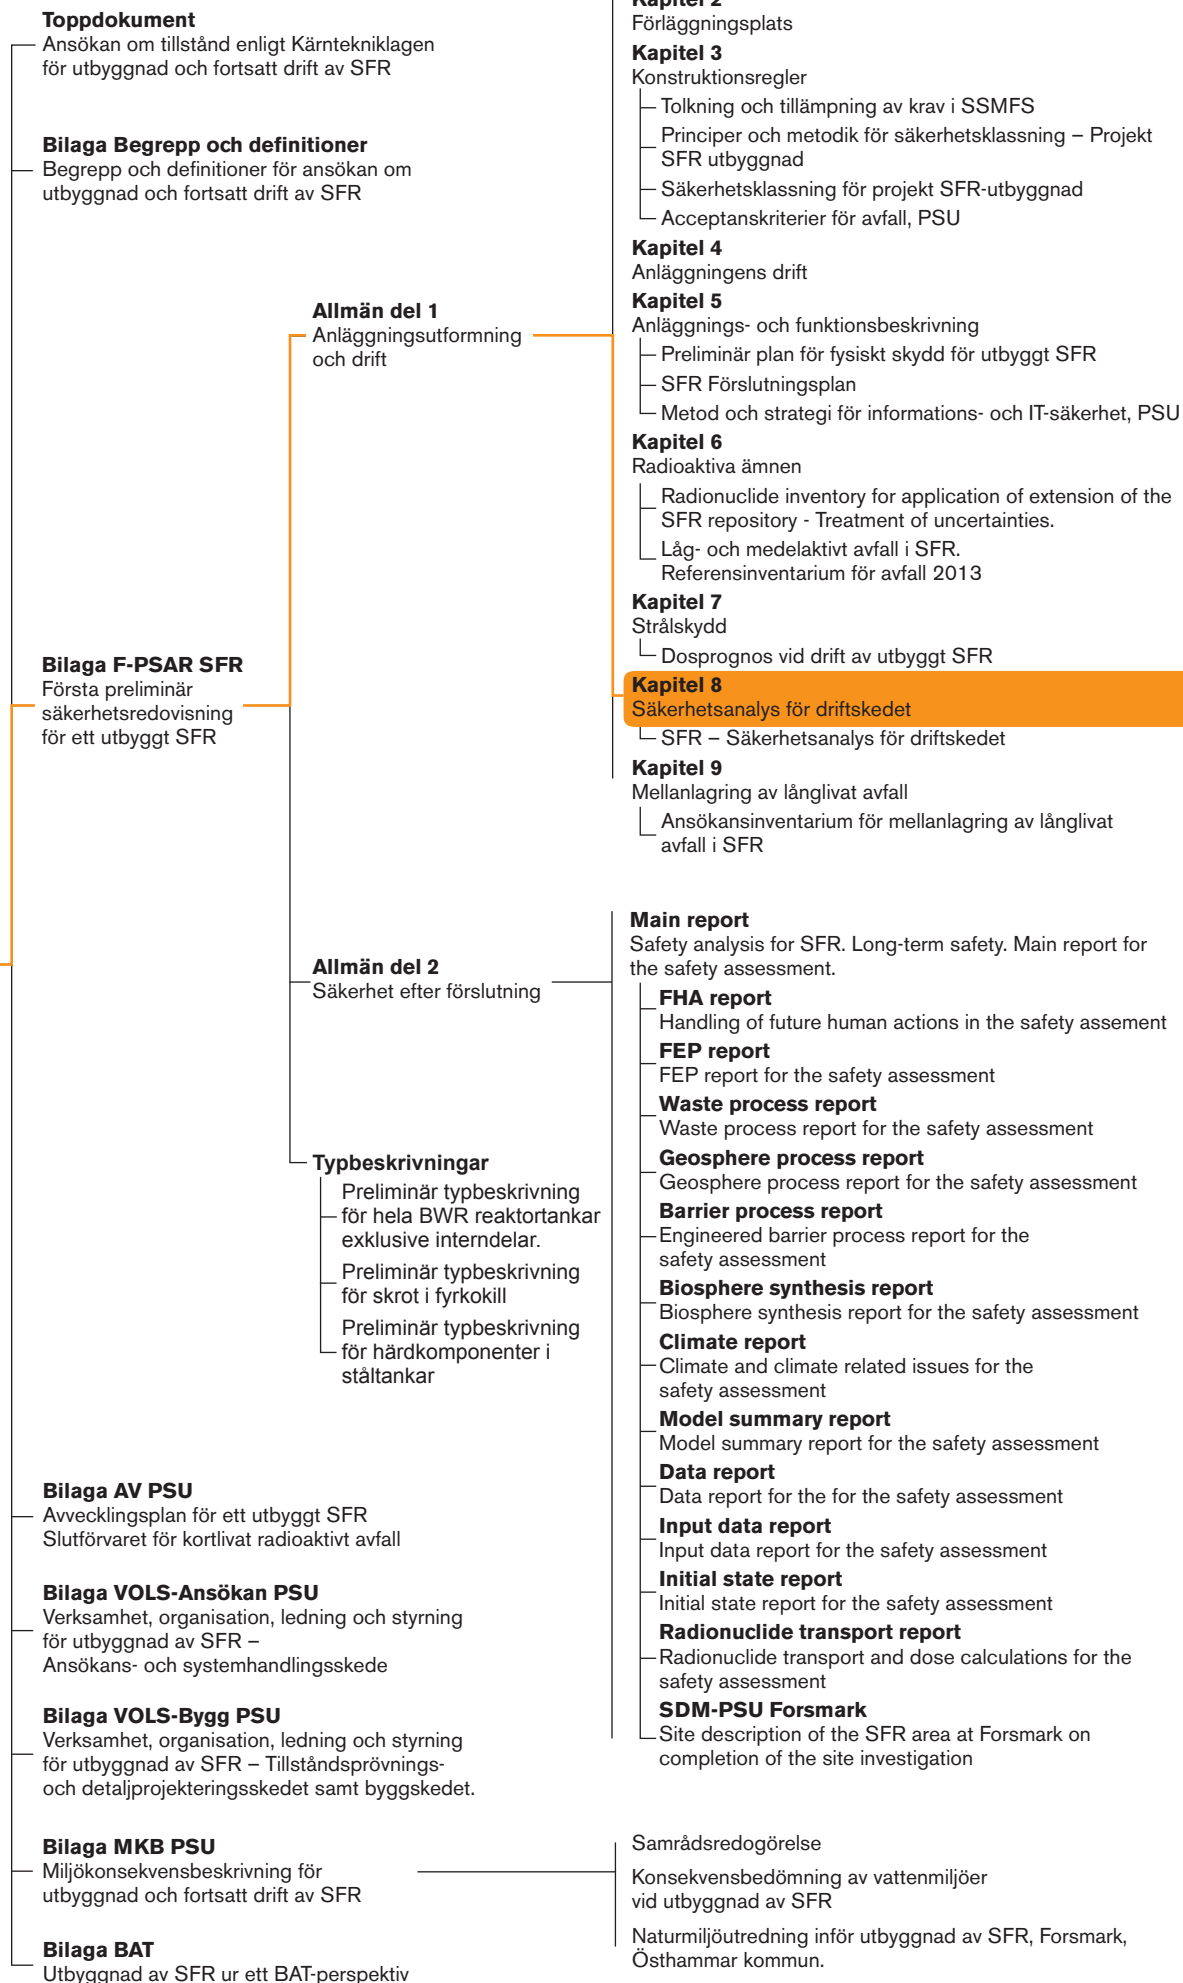 Toppdokument
Ansökan om tillstånd enligt Kärntekniklagen
för utbyggnad och fortsatt drift av SFR
Bilaga Begrepp och definitioner
Begrepp och definitioner för ansökan om
utbyggnad och fortsatt drift av SFR
Bilaga F-PSAR SFR
Första preliminär
säkerhetsredovisning
för ett utbyggt SFR
Allmän del 1
Anläggningsutformning
och drift
Kapitel 2
Förläggningsplats
Kapitel 3
Konstruktionsregler
Tolkning och tillämpning av krav i SSMFS
Principer och metodik för säkerhetsklassning – Projekt
SFR utbyggnad
Säkerhetsklassning för projekt SFR-utbyggnad
Acceptanskriterier för avfall, PSU
Kapitel 4
Anläggningens drift
Kapitel 5
Anläggnings- och funktionsbeskrivning
Preliminär plan för fysiskt skydd för utbyggt SFR
SFR Förslutningsplan
Metod och strategi för informations- och IT-säkerhet, PSU
Kapitel 6
Radioaktiva ämnen
Radionuclide inventory for application of extension of the
SFR repository - Treatment of uncertainties.
Låg- och medelaktivt avfall i SFR.
Referensinventarium för avfall 2013
Kapitel 7
Strålskydd
Dosprognos vid drift av utbyggt SFR
Kapitel 8
Säkerhetsanalys för driftskedet
SFR – Säkerhetsanalys för driftskedet
Kapitel 9
Mellanlagring av långlivat avfall
Ansökansinventarium för mellanlagring av långlivat
avfall i SFR
Allmän del 2
Säkerhet efter förslutning
Main report
Safety analysis for SFR. Long-term safety. Main report for
the safety assessment.
FHA report
Handling of future human actions in the safety assement
FEP report
FEP report for the safety assessment
Waste process report
Waste process report for the safety assessment
Geosphere process report
Geosphere process report for the safety assessment
Barrier process report
Engineered barrier process report for the
safety assessment
Biosphere synthesis report
Biosphere synthesis report for the safety assessment
Climate report
Climate and climate related issues for the
safety assessment
Model summary report
Model summary report for the safety assessment
Data report
Data report for the for the safety assessment
Input data report
Input data report for the safety assessment
Initial state report
Initial state report for the safety assessment
Radionuclide transport report
Radionuclide transport and dose calculations for the
safety assessment
SDM-PSU Forsmark
Site description of the SFR area at Forsmark on
completion of the site investigation
Typbeskrivningar
Preliminär typbeskrivning
för hela BWR reaktortankar
exklusive interndelar.
Preliminär typbeskrivning
för skrot i fyrkokill
Preliminär typbeskrivning
för härdkomponenter i
ståltankar
Bilaga AV PSU
Avvecklingsplan för ett utbyggt SFR
Slutförvaret för kortlivat radioaktivt avfall
Bilaga VOLS-Ansökan PSU
Verksamhet, organisation, ledning och styrning
för utbyggnad av SFR –
Ansökans- och systemhandlingsskede
Bilaga VOLS-Bygg PSU
Verksamhet, organisation, ledning och styrning
för utbyggnad av SFR – Tillståndsprövnings-
och detaljprojekteringsskedet samt byggskedet.
Bilaga MKB PSU
Miljökonsekvensbeskrivning för
utbyggnad och fortsatt drift av SFR
Samrådsredogörelse
Konsekvensbedömning av vattenmiljöer
vid utbyggnad av SFR
Naturmiljöutredning inför utbyggnad av SFR, Forsmark,
Östhammar kommun.
Bilaga BAT
Utbyggnad av SFR ur ett BAT-perspektiv